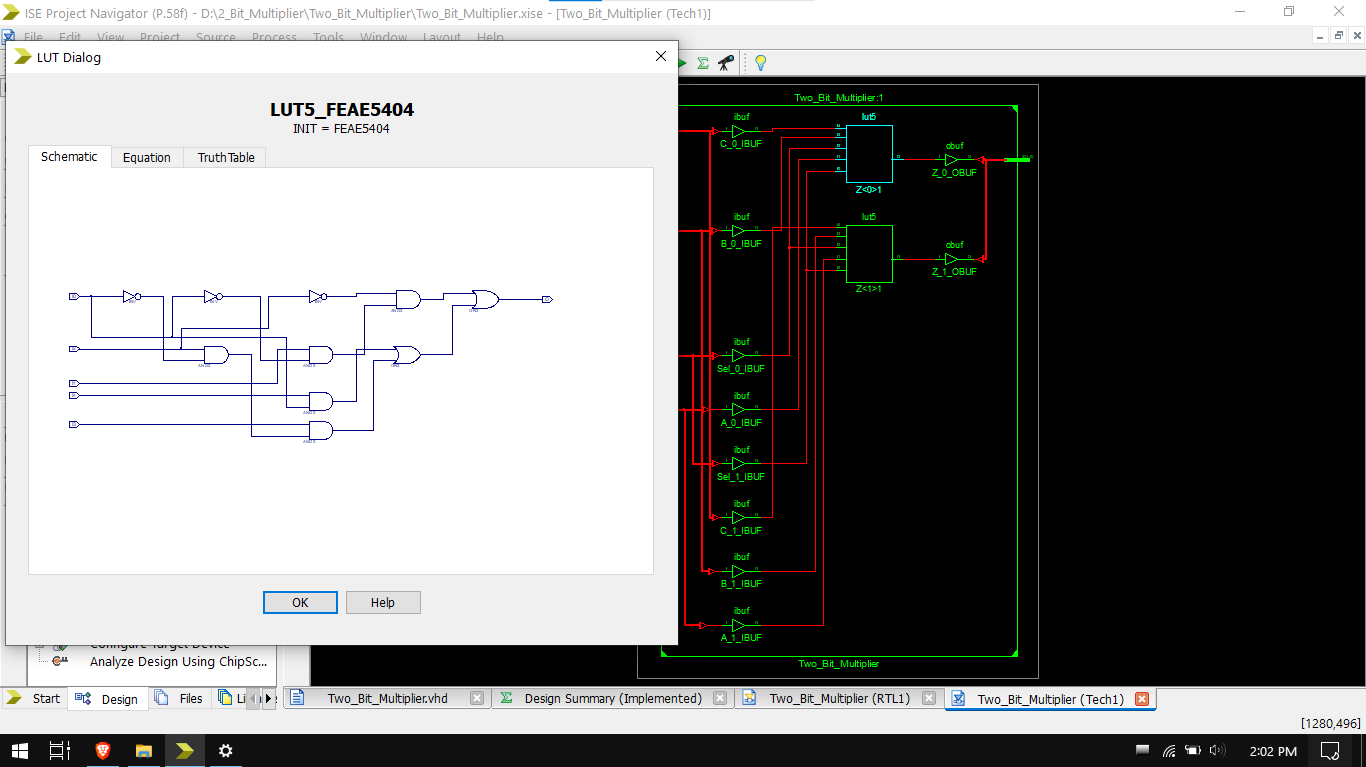 ISE Project Navigator (P.58f) - D:\2_Bit_Multiplier\Two_Bit_Multiplier\Two_Bit_Multiplier.xise - [Two_Bit_Multiplier (Tech1)]
File Edit View Project Source Process Tools Window Layout Help
LUT Dialog
LUT5_FEAE5404
INIT = FEAE5404
Schematic Equation TruthTable
OK Help
Two_Bit_Multiplier:1
ibuf
C_0_IBUF
lut5
Z<0>1
obuf
Z_0_OBUF
ibuf
B_0_IBUF
lut5
Z<1>1
obuf
Z_1_OBUF
ibuf
Sel_0_IBUF
ibuf
A_0_IBUF
ibuf
Sel_1_IBUF
ibuf
C_1_IBUF
ibuf
B_1_IBUF
ibuf
A_1_IBUF
Two_Bit_Multiplier
Configure Target Device
Analyze Design Using ChipSc...
Start Design Files Li
Two_Bit_Multiplier.vhd Design Summary (Implemented) Two_Bit_Multiplier (RTL1) Two_Bit_Multiplier (Tech1)
[1280,496]
2:02 PM